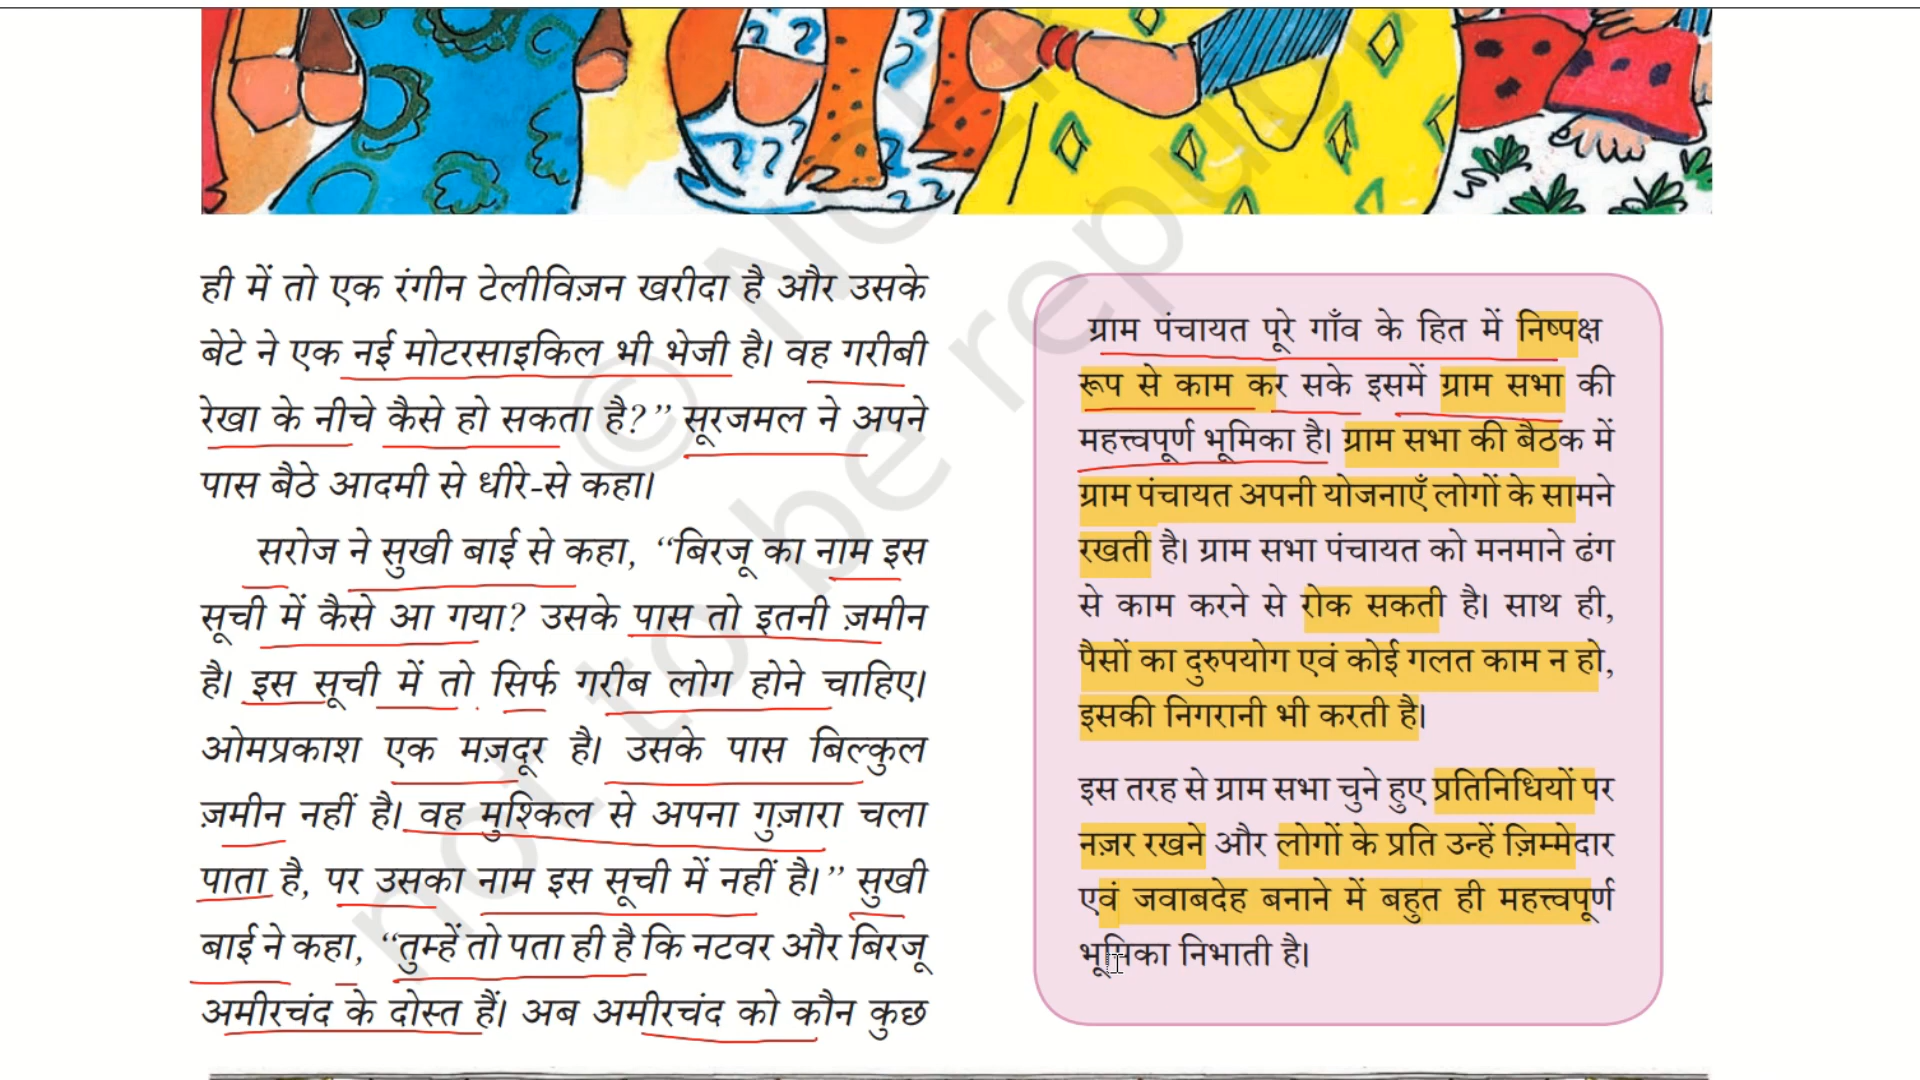 ही में तो एक रंगीन टेलीविज़न खरीदा है और उसके
बेटे ने एक नई मोटरसाइकिल भी भेजी है। वह गरीबी
रेखा के नीचे कैसे हो सकता है?” सूरजमल ने अपने
पास बैठे आदमी से धीरे-से कहा।
सरोज ने सुखी बाई से कहा, “बिरजू का नाम इस
सूची में कैसे आ गया? उसके पास तो इतनी ज़मीन
है। इस सूची में तो सिर्फ गरीब लोग होने चाहिए।
ओमप्रकाश एक मज़दूर है। उसके पास बिल्कुल
ज़मीन नहीं है। वह मुश्किल से अपना गुज़ारा चला
पाता है, पर उसका नाम इस सूची में नहीं है।” सुखी
बाई ने कहा, “तुम्हें तो पता ही है कि नटवर और बिरजू
अमीरचंद के दोस्त हैं। अब अमीरचंद को कौन कुछ
ग्राम पंचायत पूरे गाँव के हित में निष्पक्ष
रूप से काम कर सके इसमें ग्राम सभा की
महत्त्वपूर्ण भूमिका है। ग्राम सभा की बैठक में
ग्राम पंचायत अपनी योजनाएँ लोगों के सामने
रखती है। ग्राम सभा पंचायत को मनमाने ढंग
से काम करने से रोक सकती है। साथ ही,
पैसों का दुरुपयोग एवं कोई गलत काम न हो,
इसकी निगरानी भी करती है।
इस तरह से ग्राम सभा चुने हुए प्रतिनिधियों पर
नज़र रखने और लोगों के प्रति उन्हें ज़िम्मेदार
एवं जवाबदेह बनाने में बहुत ही महत्त्वपूर्ण
भूमिका निभाती है।
not to be repu